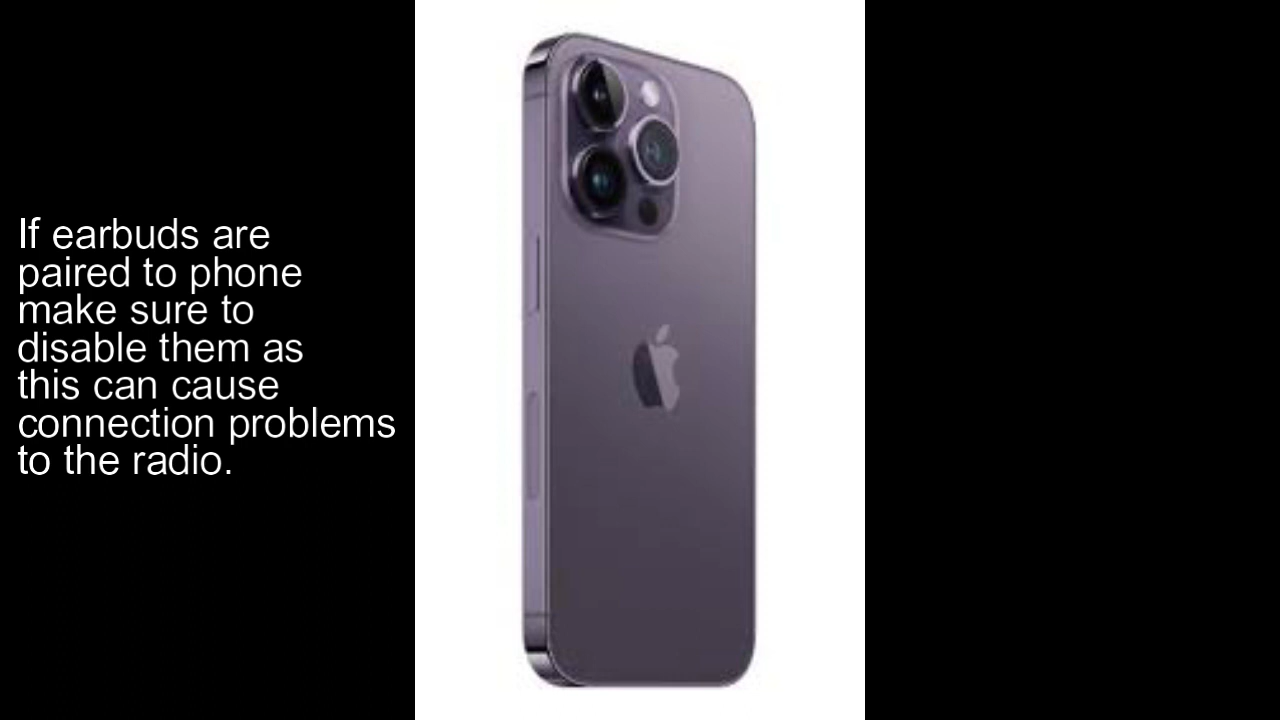 If earbuds are
paired to phone
make sure to
disable them as
this can cause
connection problems
to the radio.